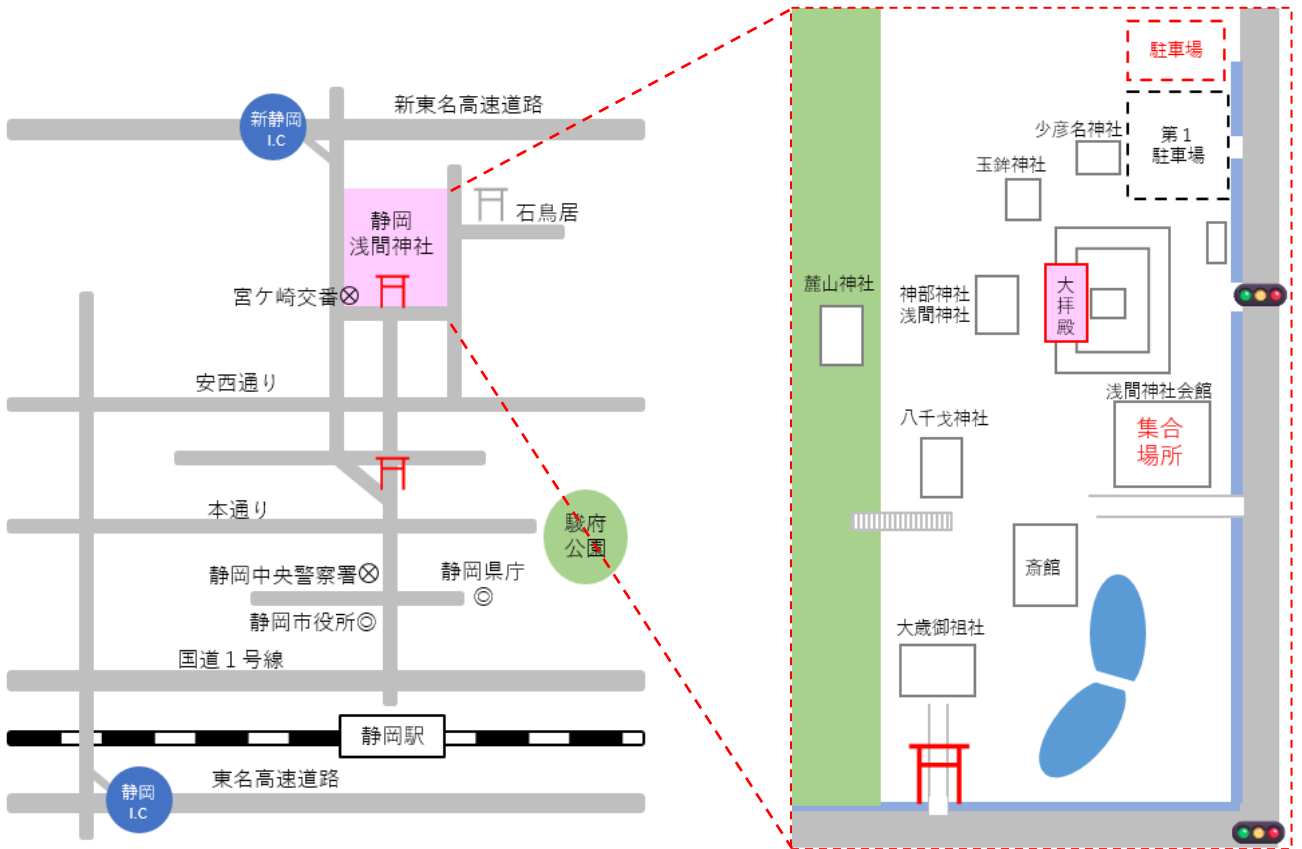 新東名高速道路
新静岡
I.C
静岡
浅間神社
石鳥居
宮ケ崎交番
安西通り
本通り
駿府
公園
静岡中央警察署
静岡県庁
◎
静岡市役所◎
国道１号線
静岡駅
東名高速道路
静岡
I.C
駐車場
第１
駐車場
少彦名神社
玉鉾神社
麓山神社
神部神社
浅間神社
大拝殿
浅間神社会館
集合
場所
八千戈神社
斎館
大歳御祖社